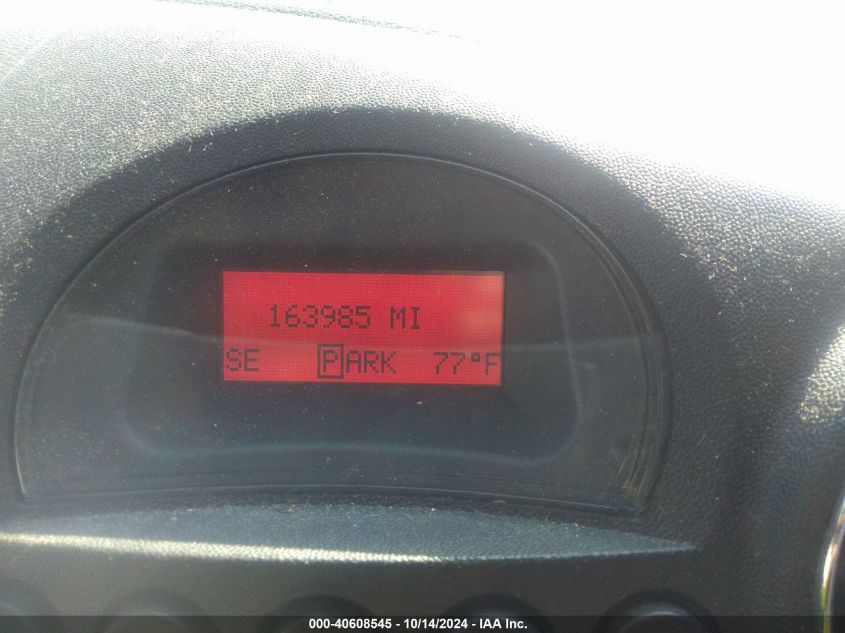 163985 MI
SE PARK 77°F
000-40608545 - 10/14/2024 - IAA Inc.